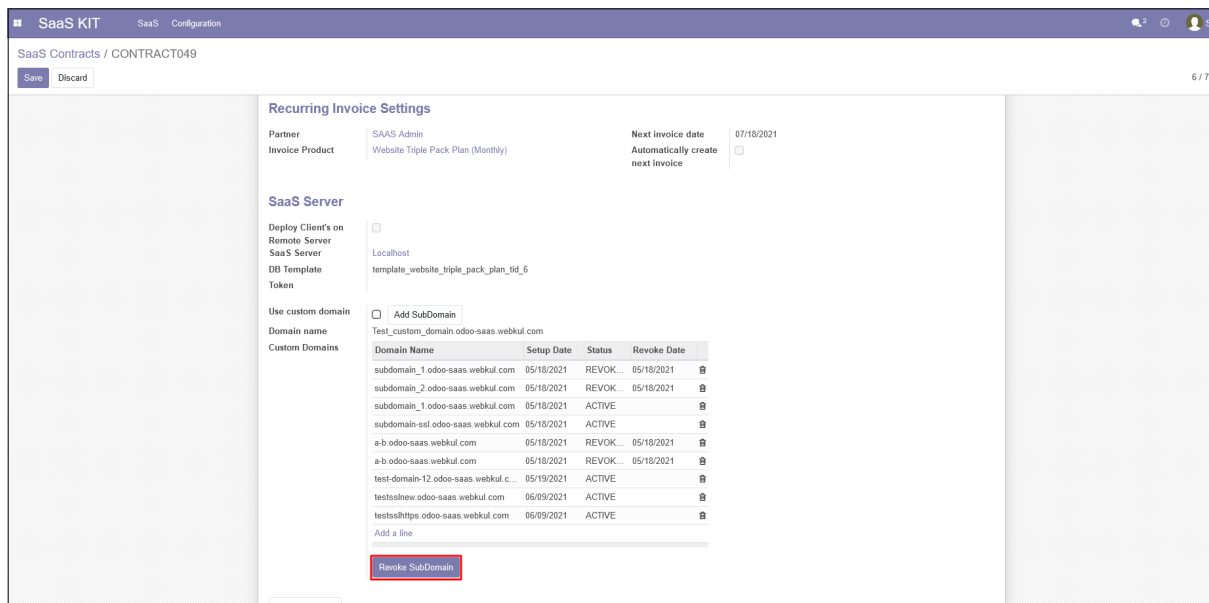 SaaS KIT SaaS Configuration 2
SaaS Contracts / CONTRACT049
Save Discard 6 / 7
Recurring Invoice Settings
Partner SAAS Admin Next invoice date 07/18/2021
Invoice Product Website Triple Pack Plan (Monthly) Automatically create
next invoice
SaaS Server
Deploy Client's on
Remote Server
SaaS Server Localhost
DB Template template_website_triple_pack_plan_tid_6
Token
Use custom domain Add SubDomain
Domain name Test_custom_domain.odoo-saas.webkul.com
Custom Domains Domain Name Setup Date Status Revoke Date
subdomain_1.odoo-saas.webkul.com 05/18/2021 REVOK... 05/18/2021
subdomain_2.odoo-saas.webkul.com 05/18/2021 REVOK... 05/18/2021
subdomain_1.odoo-saas.webkul.com 05/18/2021 ACTIVE
subdomain-ssl.odoo-saas.webkul.com 05/18/2021 ACTIVE
a-b.odoo-saas.webkul.com 05/18/2021 REVOK... 05/18/2021
a-b.odoo-saas.webkul.com 05/18/2021 REVOK... 05/18/2021
test-domain-12.odoo-saas.webkul.c... 05/19/2021 ACTIVE
testsslnew.odoo-saas.webkul.com 06/09/2021 ACTIVE
testsslhttps.odoo-saas.webkul.com 06/09/2021 ACTIVE
Add a line
Revoke SubDomain